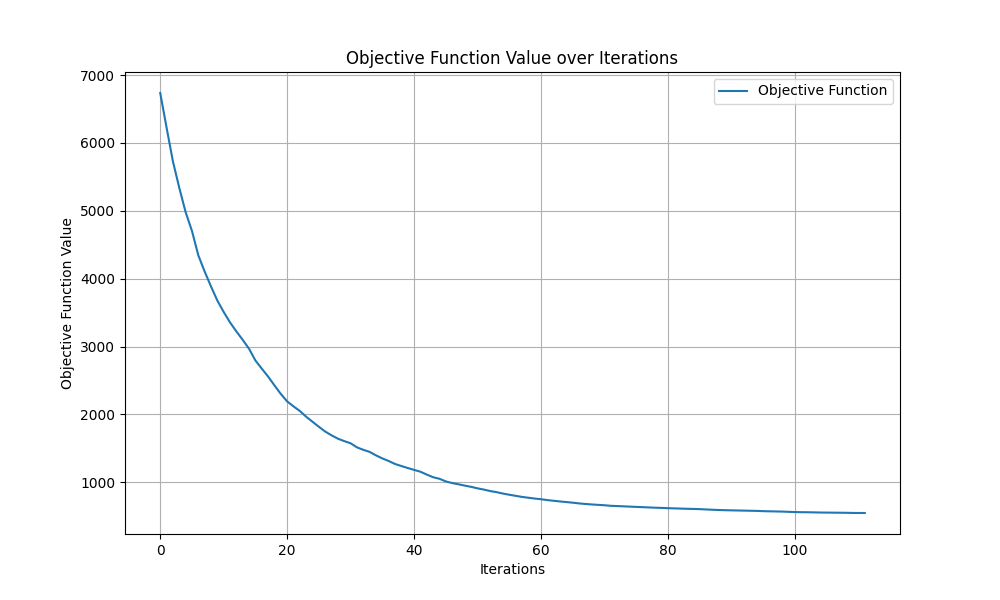 Objective Function Value over Iterations
Objective Function
7000
6000
5000
4000
3000
2000
1000
Objective Function Value
0 20 40 60 80 100
Iterations